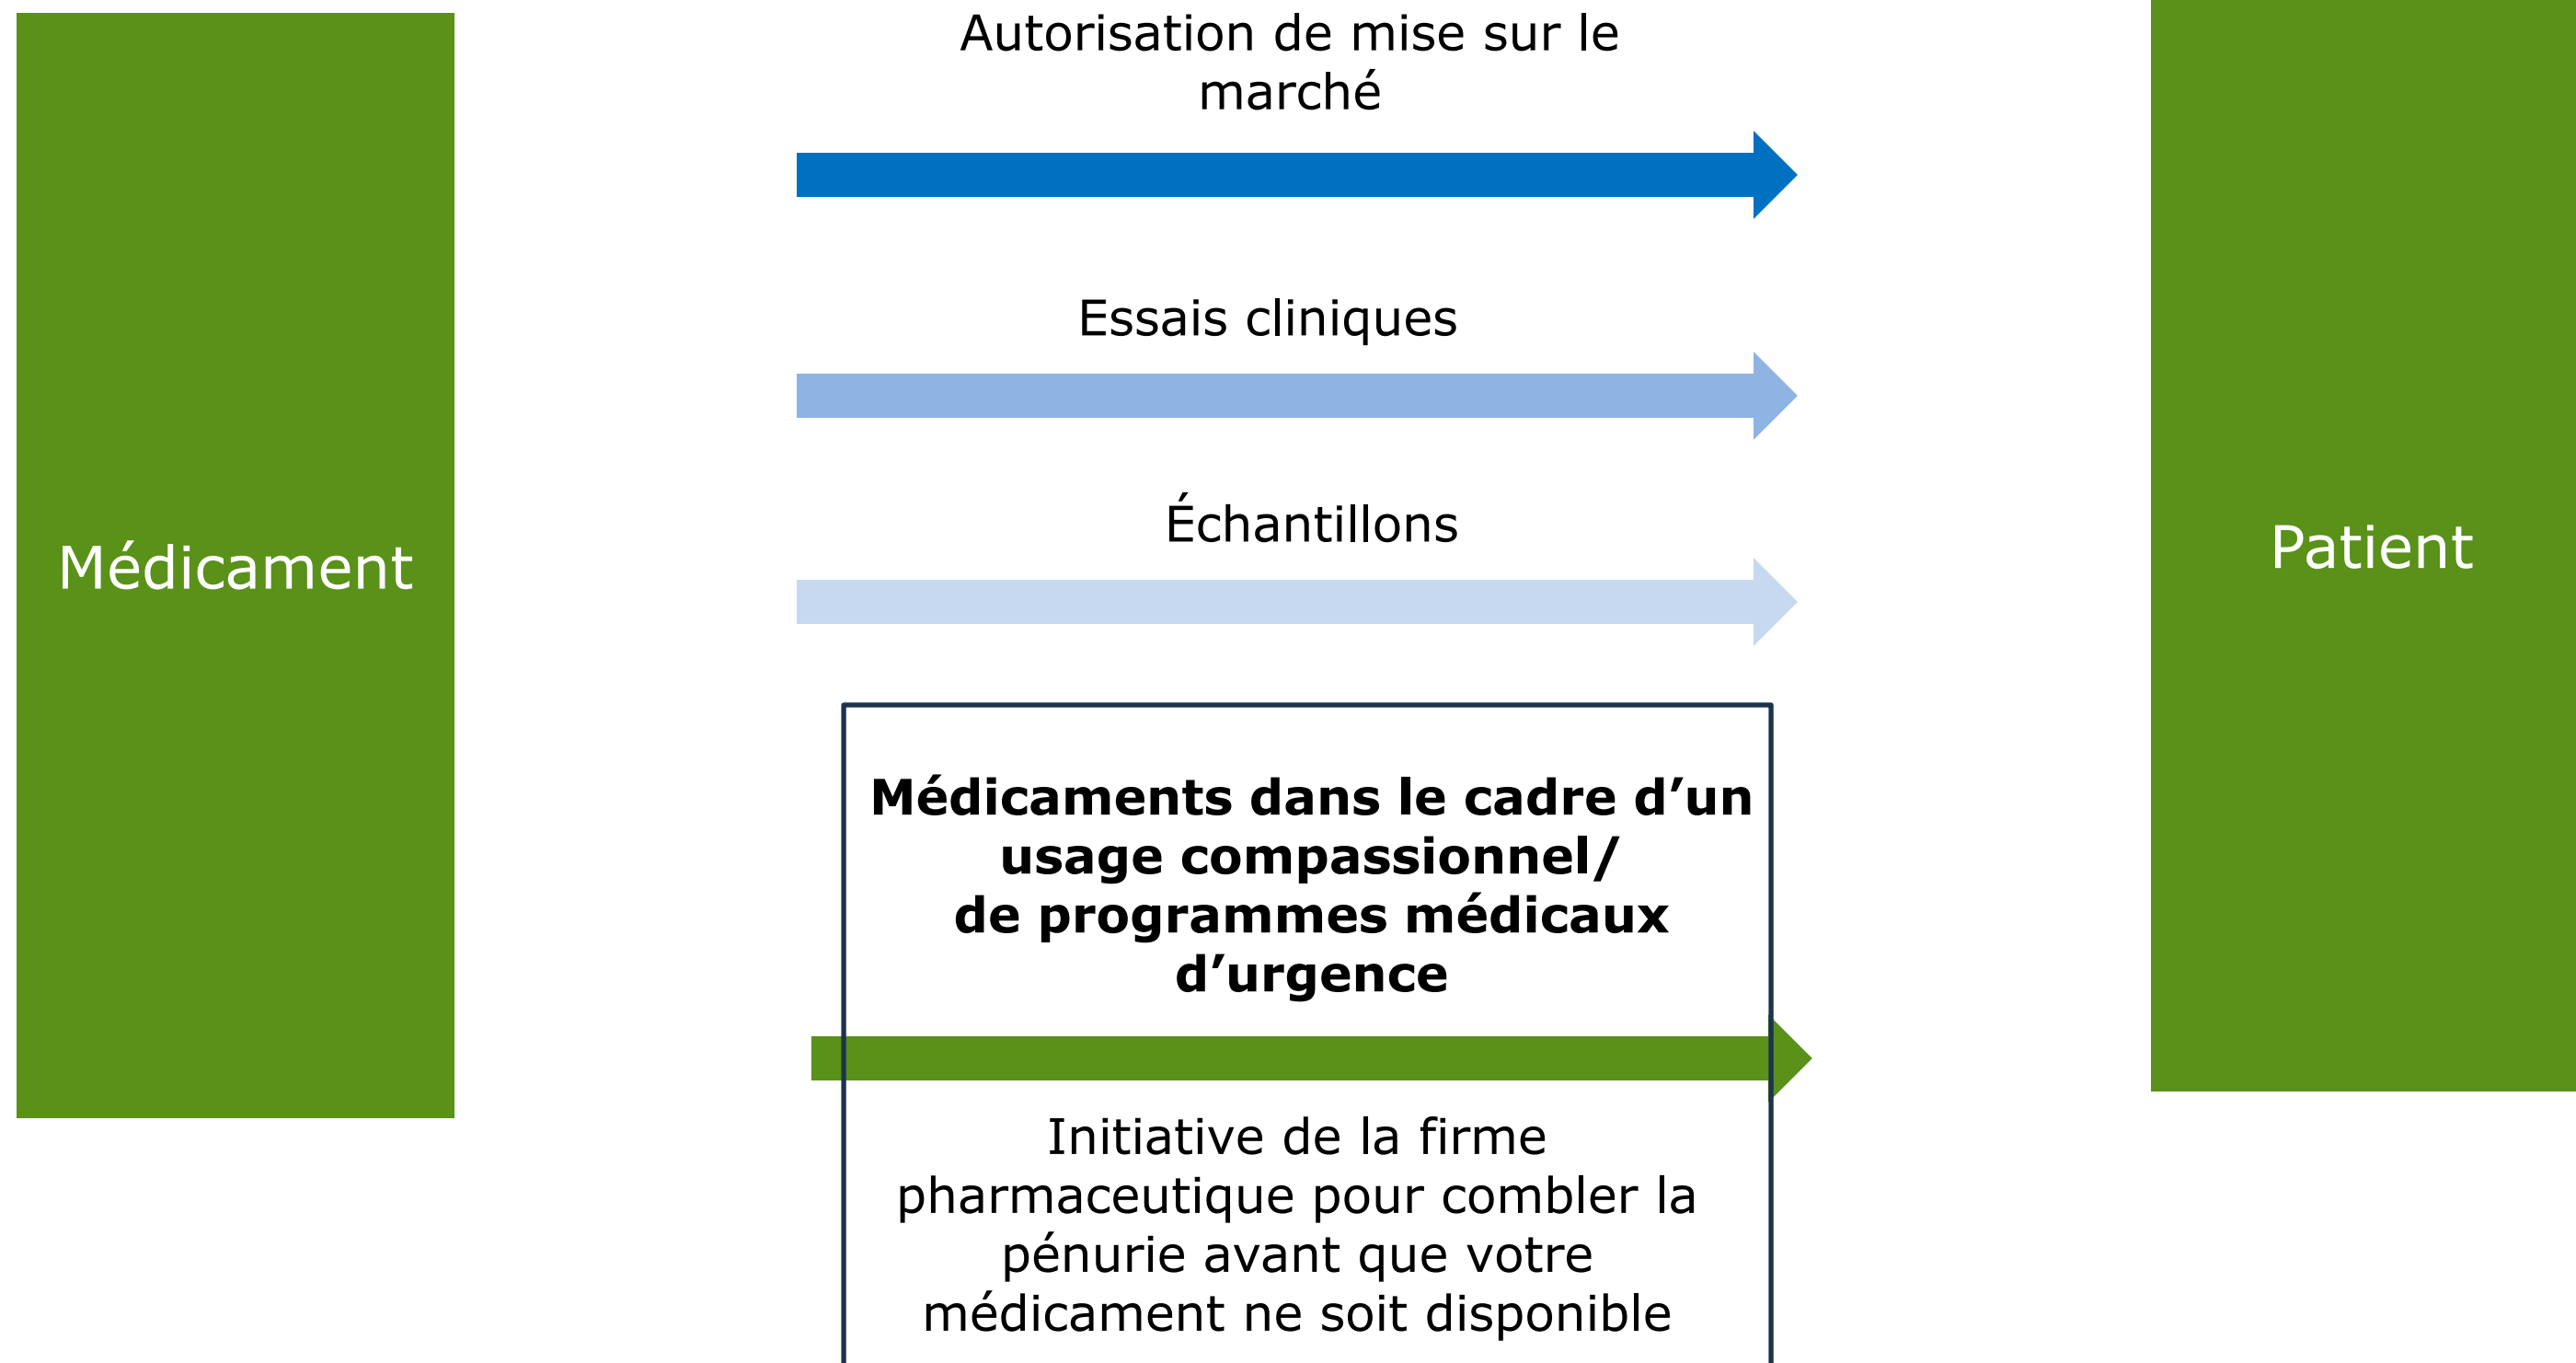 Autorisation de mise sur le
marché
Essais cliniques
Échantillons
Médicament
Patient
Médicaments dans le cadre d’un
usage compassionnel/
de programmes médicaux
d’urgence
Initiative de la firme
pharmaceutique pour combler la
pénurie avant que votre
médicament ne soit disponible